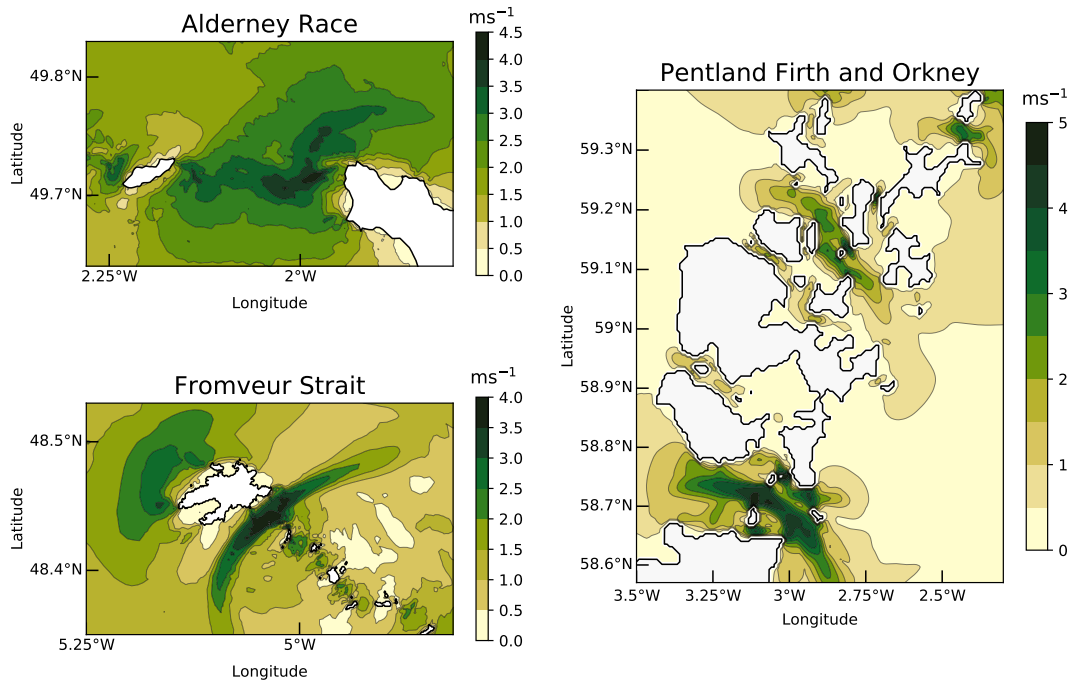 Alderney Race
ms⁻¹
4.5
4.0
3.5
3.0
2.5
2.0
1.5
1.0
0.5
0.0
49.8°N
49.7°N
Latitude
2.25°W
2°W
Longitude
Fromveur Strait
ms⁻¹
4.0
3.5
3.0
2.5
2.0
1.5
1.0
0.5
0.0
48.5°N
48.4°N
Latitude
5.25°W
5°W
Longitude
Pentland Firth and Orkney
ms⁻¹
5
4
3
2
1
0
59.3°N
59.2°N
59.1°N
59°N
58.9°N
58.8°N
58.7°N
58.6°N
Latitude
3.5°W
3.25°W
3°W
2.75°W
2.5°W
Longitude